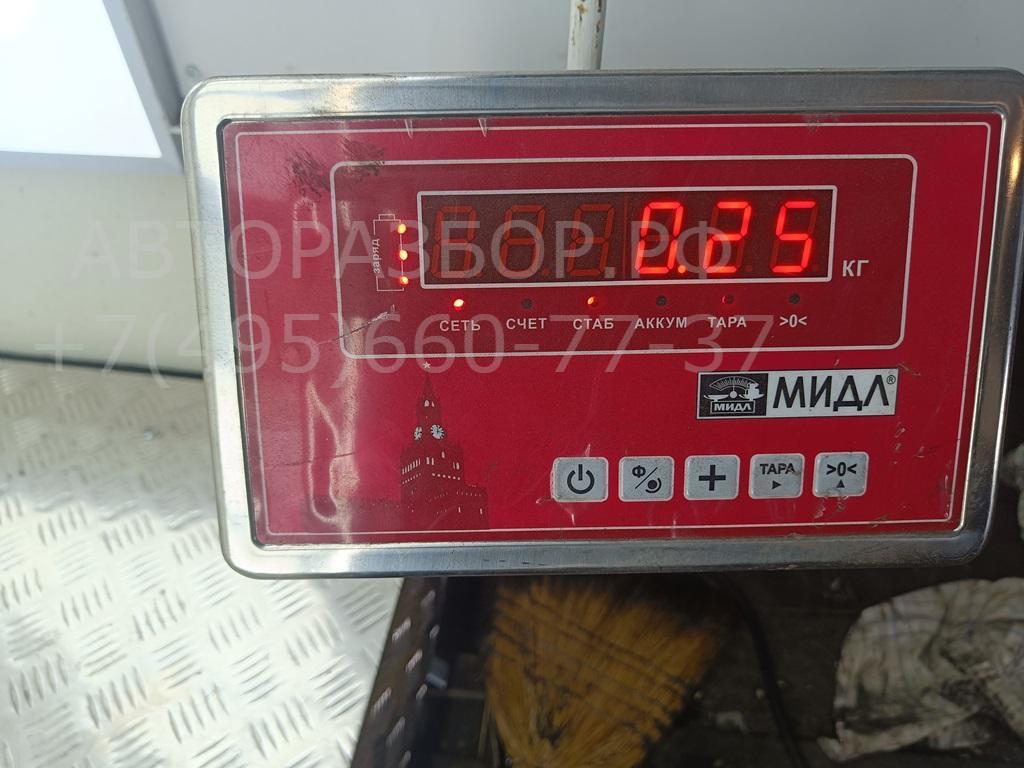 АВТОРАЗБОР.РФ
+7(495)660-77-37
заряд
0.25
КГ
СЕТЬ СЧЕТ СТАБ АККУМ ТАРА >0<
МИДЛ МИДЛ®
Ф ТАРА >0<